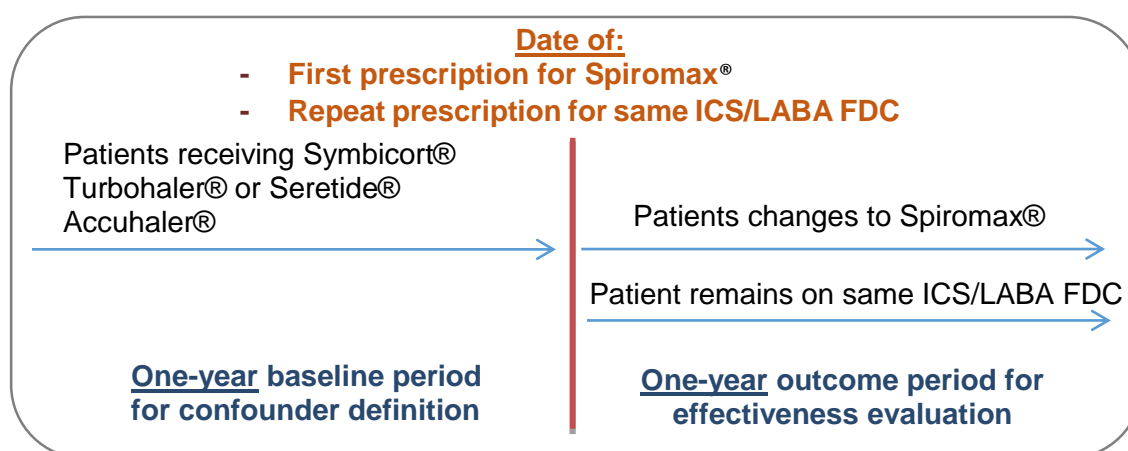 Date of:
- First prescription for Spiromax®
- Repeat prescription for same ICS/LABA FDC
Patients receiving Symbicort®
Turbohaler® or Seretide®
Accuhaler®
Patients changes to Spiromax®
Patient remains on same ICS/LABA FDC
One-year baseline period
for confounder definition
One-year outcome period for
effectiveness evaluation